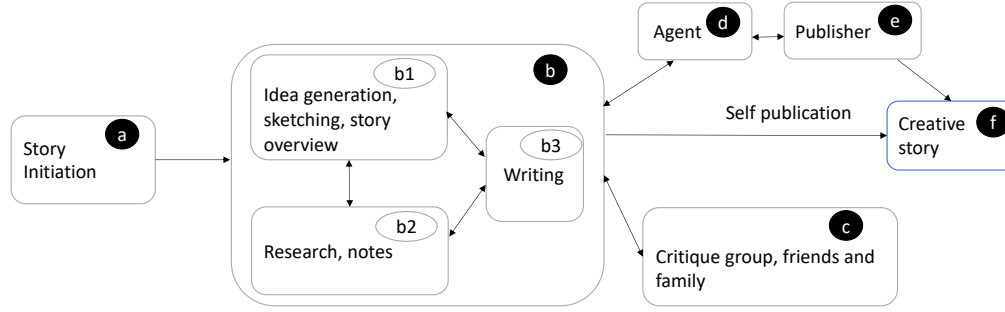 a
Story
Initiation
b
b1
Idea generation,
sketching, story
overview
b2
Research, notes
b3
Writing
Agent
d
Publisher
e
Self publication
Creative
story
f
c
Critique group, friends and
family